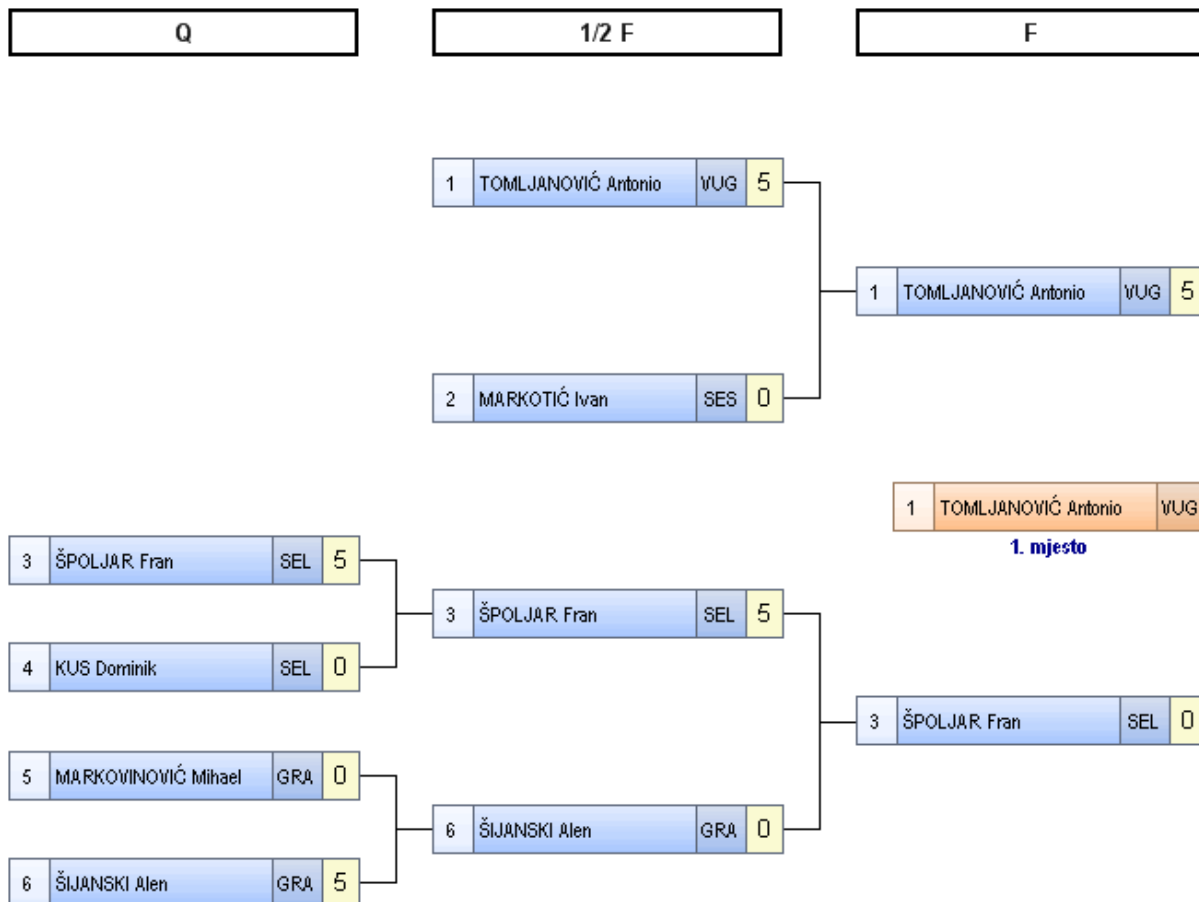 Q 1/2 F F
1 TOMLJANOVIĆ Antonio VUG 5
1 TOMLJANOVIĆ Antonio VUG 5
2 MARKOTIĆ Ivan SES 0
1 TOMLJANOVIĆ Antonio VUG
1. mjesto
3 ŠPOLJAR Fran SEL 5
3 ŠPOLJAR Fran SEL 5
4 KUS Dominik SEL 0
3 ŠPOLJAR Fran SEL 0
5 MARKOVINOVIĆ Mihael GRA 0
6 ŠIJANSKI Alen GRA 0
6 ŠIJANSKI Alen GRA 5